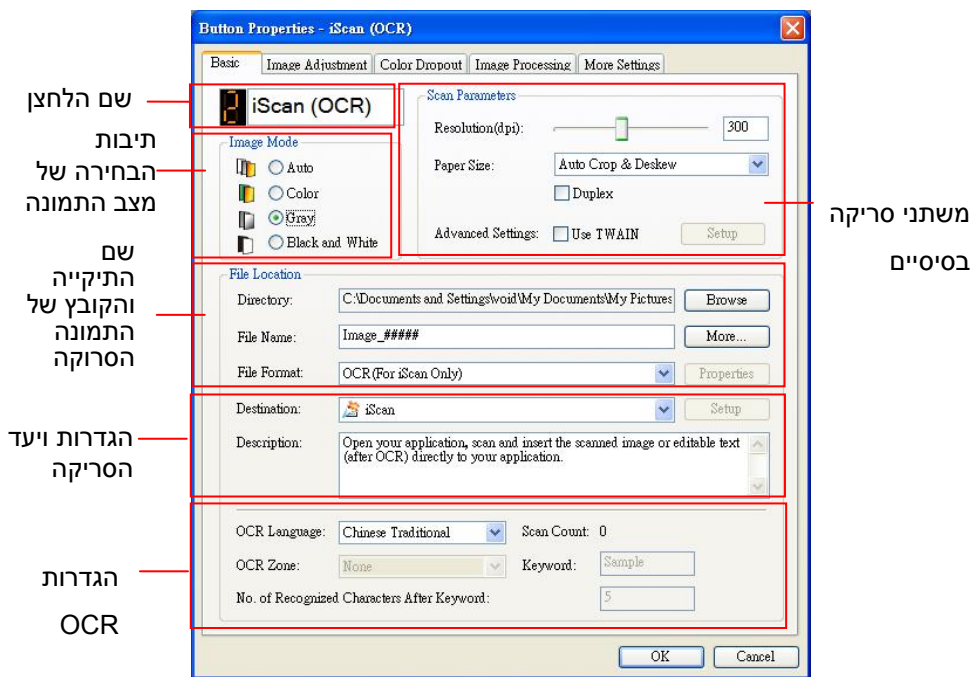 Button Properties - iScan (OCR)
Basic Image Adjustment Color Dropout Image Processing More Settings
שם הלחצן
2 iScan (OCR)
תיבות
הבחירה של
מצב התמונה
Image Mode
Auto
Color
Gray
Black and White
Scan Parameters
Resolution(dpi): 300
Paper Size: Auto Crop & Deskew
Duplex
Advanced Settings: Use TWAIN Setup
משתני סריקה
בסיסיים
שם
התיקייה
והקובץ של
התמונה
הסרוקה
File Location
Directory: C:\Documents and Settings\void\My Documents\My Pictures Browse
File Name: Image_##### More...
File Format: OCR(For iScan Only) Properties
הגדרות ויעד
הסריקה
Destination: iScan Setup
Description: Open your application, scan and insert the scanned image or editable text
(after OCR) directly to your application.
הגדרות
OCR
OCR Language: Chinese Traditional Scan Count: 0
OCR Zone: None Keyword: Sample
No. of Recognized Characters After Keyword: 5
OK Cancel